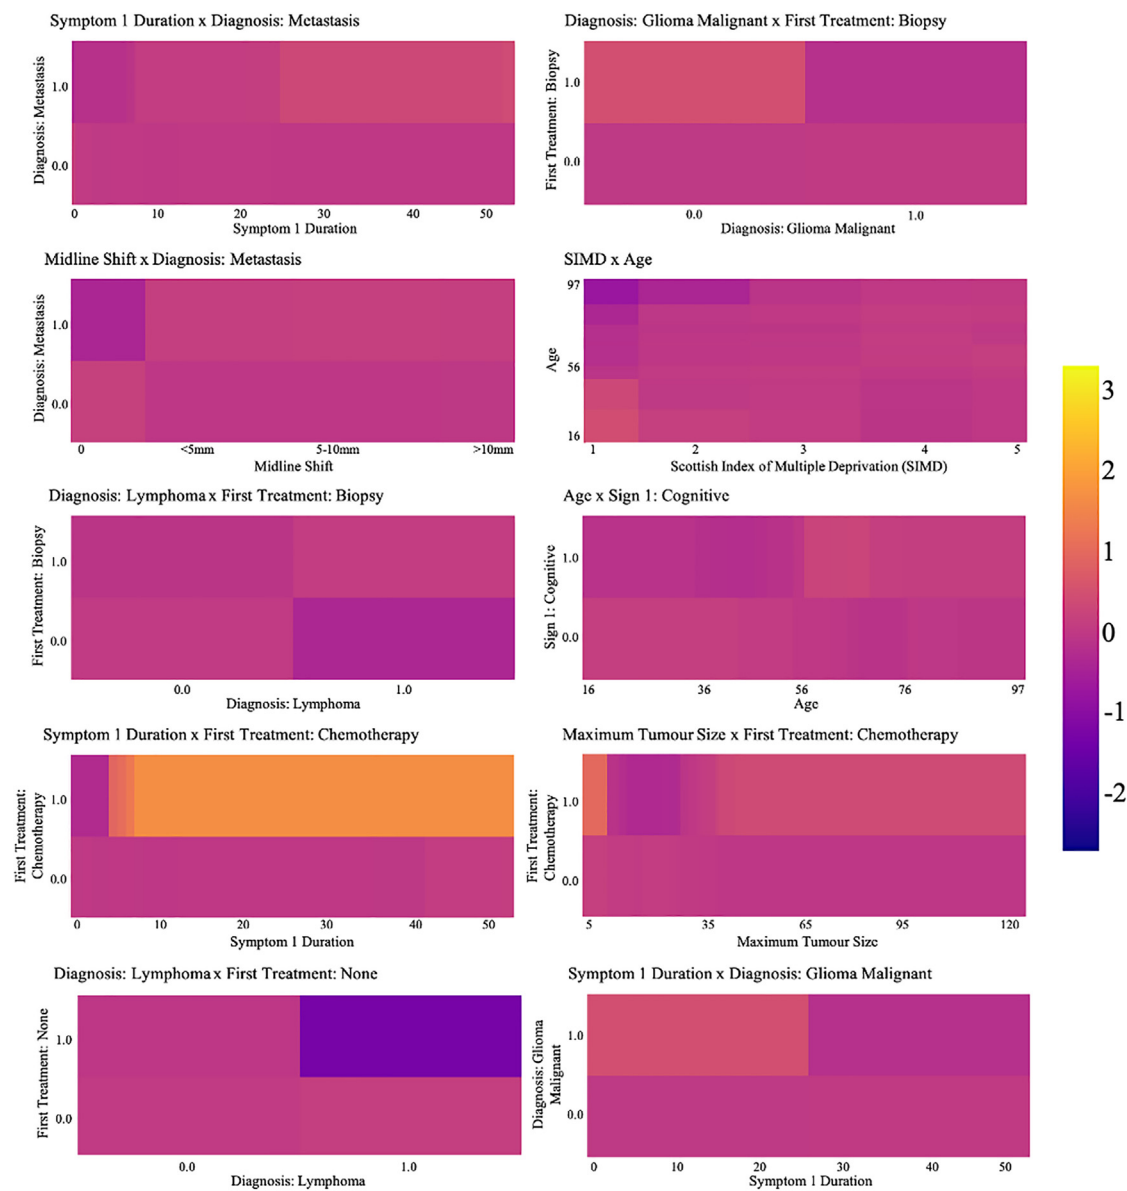 Symptom 1 Duration x Diagnosis: Metastasis
Diagnosis: Metastasis
1.0
0.0
0 10 20 30 40 50
Symptom 1 Duration
Diagnosis: Glioma Malignant x First Treatment: Biopsy
First Treatment: Biopsy
1.0
0.0
0.0 1.0
Diagnosis: Glioma Malignant
Midline Shift x Diagnosis: Metastasis
Diagnosis: Metastasis
1.0
0.0
0 <5mm 5-10mm >10mm
Midline Shift
SIMD x Age
Age
97
56
16
1 2 3 4 5
Scottish Index of Multiple Deprivation (SIMD)
Diagnosis: Lymphoma x First Treatment: Biopsy
First Treatment: Biopsy
1.0
0.0
0.0 1.0
Diagnosis: Lymphoma
Age x Sign 1: Cognitive
Sign 1: Cognitive
1.0
0.0
16 36 56 76 97
Age
Symptom 1 Duration x First Treatment: Chemotherapy
First Treatment:
Chemotherapy
1.0
0.0
0 10 20 30 40 50
Symptom 1 Duration
Maximum Tumour Size x First Treatment: Chemotherapy
First Treatment:
Chemotherapy
1.0
0.0
5 35 65 95 120
Maximum Tumour Size
Diagnosis: Lymphoma x First Treatment: None
First Treatment: None
1.0
0.0
0.0 1.0
Diagnosis: Lymphoma
Symptom 1 Duration x Diagnosis: Glioma Malignant
Diagnosis: Glioma
Malignant
1.0
0.0
0 10 20 30 40 50
Symptom 1 Duration
3
2
1
0
-1
-2